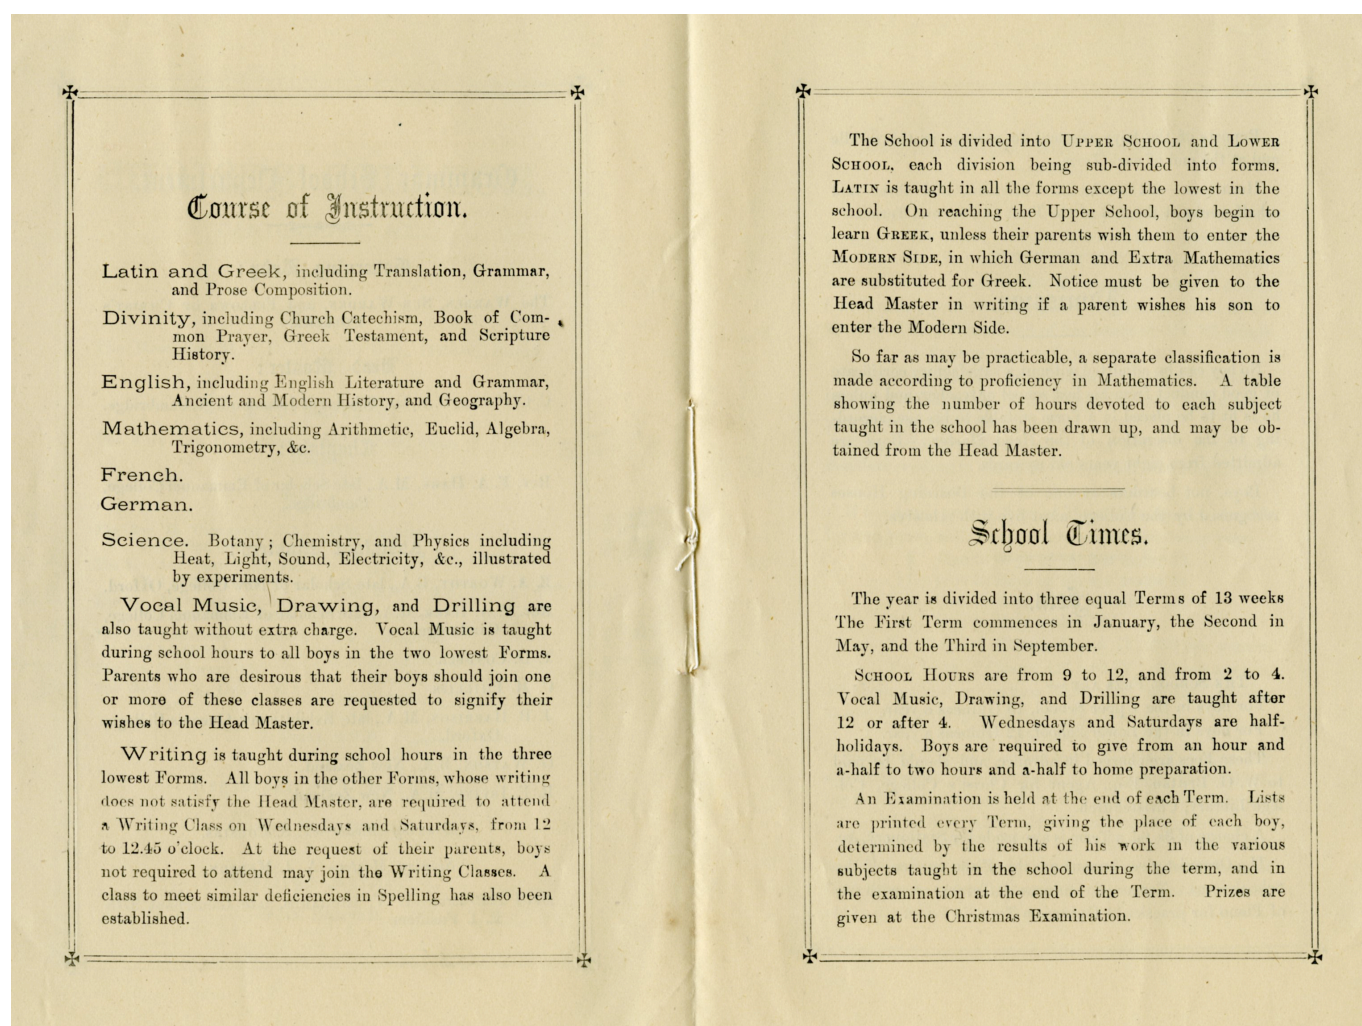 Course of Instruction.
Latin and Greek, including Translation, Grammar,
and Prose Composition.
Divinity, including Church Catechism, Book of Com-
mon Prayer, Greek Testament, and Scripture
History.
English, including English Literature and Grammar,
Ancient and Modern History, and Geography.
Mathematics, including Arithmetic, Euclid, Algebra,
Trigonometry, &c.
French.
German.
Science. Botany; Chemistry, and Physics including
Heat, Light, Sound, Electricity, &c., illustrated
by experiments.
Vocal Music, Drawing, and Drilling are
also taught without extra charge. Vocal Music is taught
during school hours to all boys in the two lowest Forms.
Parents who are desirous that their boys should join one
or more of these classes are requested to signify their
wishes to the Head Master.
Writing is taught during school hours in the three
lowest Forms. All boys in the other Forms, whose writing
does not satisfy the Head Master, are required to attend
a Writing Class on Wednesdays and Saturdays, from 12
to 12.45 o'clock. At the request of their parents, boys
not required to attend may join the Writing Classes. A
class to meet similar deficiencies in Spelling has also been
established.
The School is divided into UPPER SCHOOL and LOWER
SCHOOL, each division being sub-divided into forms.
LATIN is taught in all the forms except the lowest in the
school. On reaching the Upper School, boys begin to
learn GREEK, unless their parents wish them to enter the
MODERN SIDE, in which German and Extra Mathematics
are substituted for Greek. Notice must be given to the
Head Master in writing if a parent wishes his son to
enter the Modern Side.
So far as may be practicable, a separate classification is
made according to proficiency in Mathematics. A table
showing the number of hours devoted to each subject
taught in the school has been drawn up, and may be ob-
tained from the Head Master.
School Times.
The year is divided into three equal Terms of 13 weeks
The First Term commences in January, the Second in
May, and the Third in September.
SCHOOL HOURS are from 9 to 12, and from 2 to 4.
Vocal Music, Drawing, and Drilling are taught after
12 or after 4. Wednesdays and Saturdays are half-
holidays. Boys are required to give from an hour and
a-half to two hours and a-half to home preparation.
An Examination is held at the end of each Term. Lists
are printed every Term, giving the place of each boy,
determined by the results of his work in the various
subjects taught in the school during the term, and in
the examination at the end of the Term. Prizes are
given at the Christmas Examination.